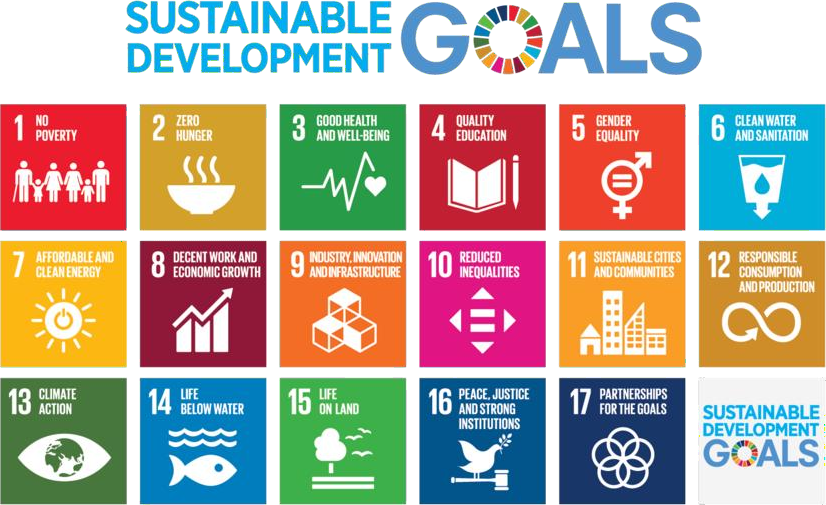 SUSTAINABLE
DEVELOPMENT
GOALS
1 NO
POVERTY
2 ZERO
HUNGER
3 GOOD HEALTH
AND WELL-BEING
4 QUALITY
EDUCATION
5 GENDER
EQUALITY
6 CLEAN WATER
AND SANITATION
7 AFFORDABLE AND
CLEAN ENERGY
8 DECENT WORK AND
ECONOMIC GROWTH
9 INDUSTRY, INNOVATION
AND INFRASTRUCTURE
10 REDUCED
INEQUALITIES
11 SUSTAINABLE CITIES
AND COMMUNITIES
12 RESPONSIBLE
CONSUMPTION
AND PRODUCTION
13 CLIMATE
ACTION
14 LIFE
BELOW WATER
15 LIFE
ON LAND
16 PEACE, JUSTICE
AND STRONG
INSTITUTIONS
17 PARTNERSHIPS
FOR THE GOALS
SUSTAINABLE
DEVELOPMENT
GOALS